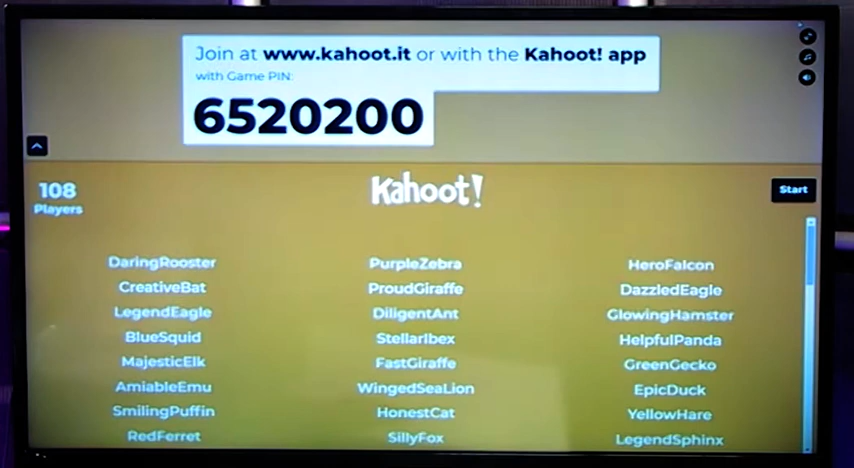 Join at www.kahoot.it or with the Kahoot! app
with Game PIN:
6520200
108
Players
Kahoot!
Start
DaringRooster PurpleZebra HeroFalcon
CreativeBat ProudGiraffe DazzledEagle
LegendEagle DiligentAnt GlowingHamster
BlueSquid StellarIbex HelpfulPanda
MajesticElk FastGiraffe GreenGecko
AmiableEmu WingedSeaLion EpicDuck
SmilingPuffin HonestCat YellowHare
RedFerret SillyFox LegendSphinx